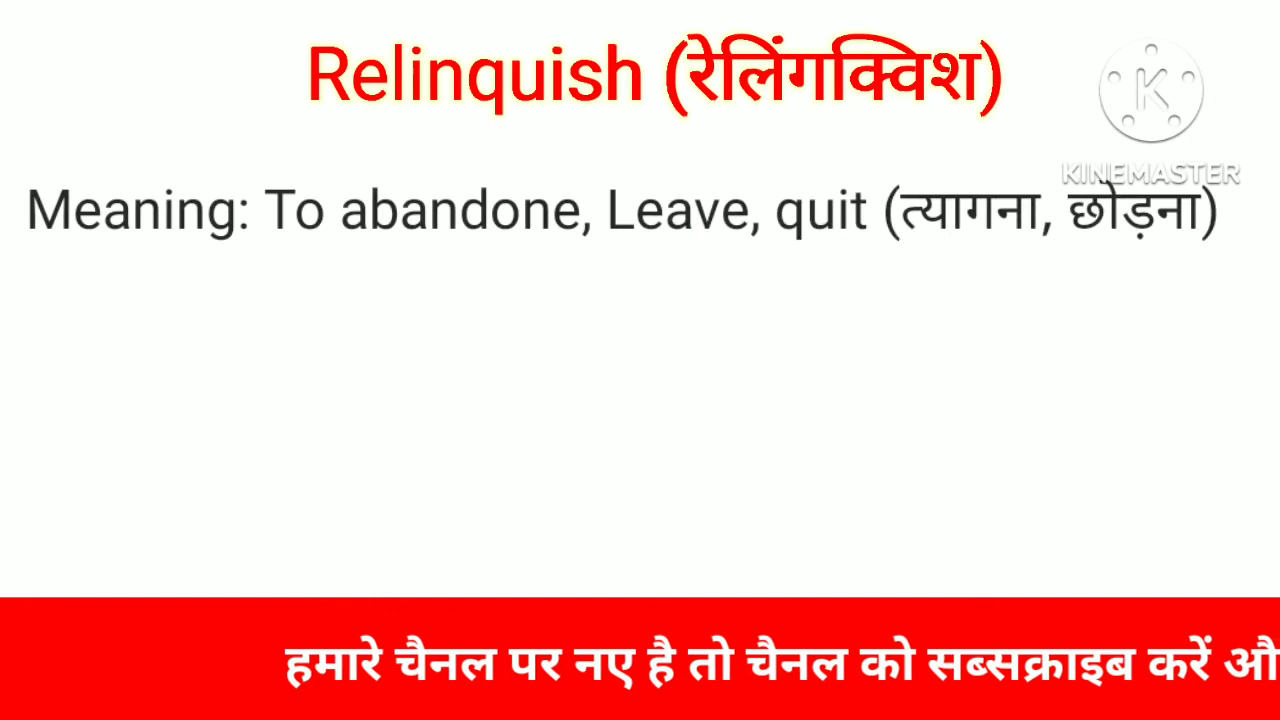 Relinquish (रेलिंगक्विश)
K
KINEMASTER
Meaning: To abandone, Leave, quit (त्यागना, छोड़ना)
हमारे चैनल पर नए है तो चैनल को सब्सक्राइब करें औ